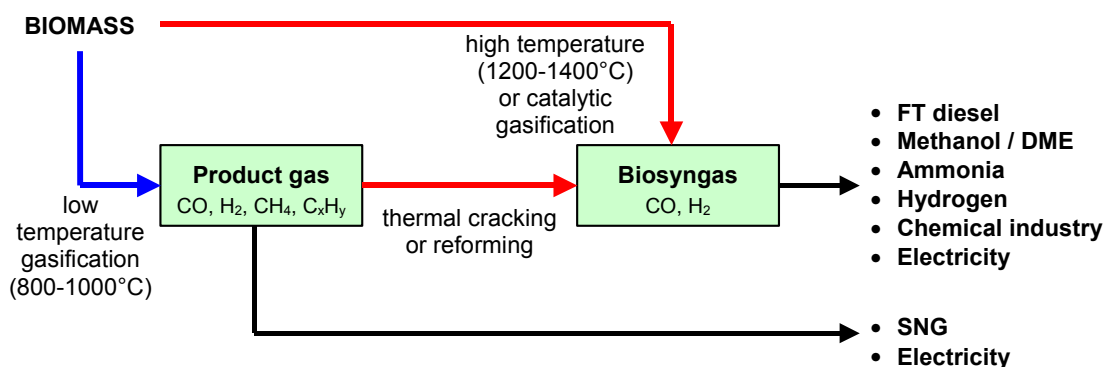 BIOMASS
high temperature
(1200-1400°C)
or catalytic
gasification
low
temperature
gasification
(800-1000°C)
Product gas
CO, H₂, CH₄, CₓHᵧ
thermal cracking
or reforming
Biosyngas
CO, H₂
• FT diesel
• Methanol / DME
• Ammonia
• Hydrogen
• Chemical industry
• Electricity
• SNG
• Electricity